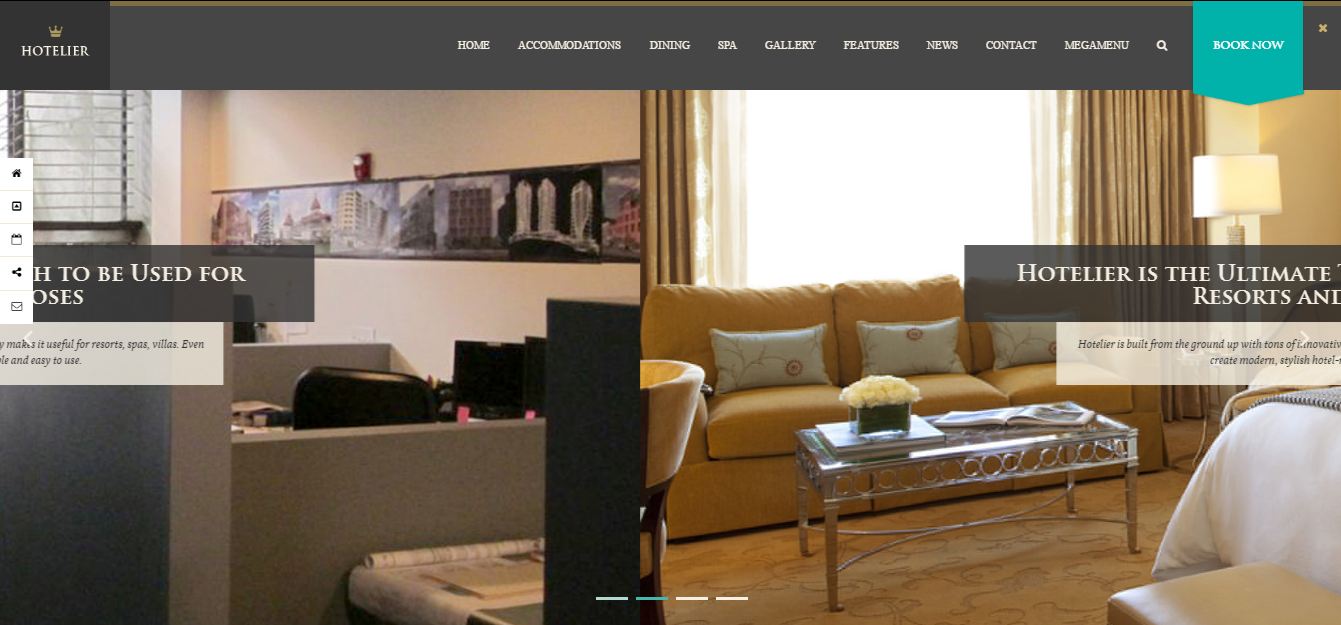 HOTELIER
HOME ACCOMMODATIONS DINING SPA GALLERY FEATURES NEWS CONTACT MEGAMENU BOOK NOW
H TO BE USED FOR
OSES
y makes it useful for resorts, spas, villas. Even
le and easy to use.
HOTELIER IS THE ULTIMATE T
RESORTS AND
Hotelier is built from the ground up with tons of innovativ
create modern, stylish hotel-r